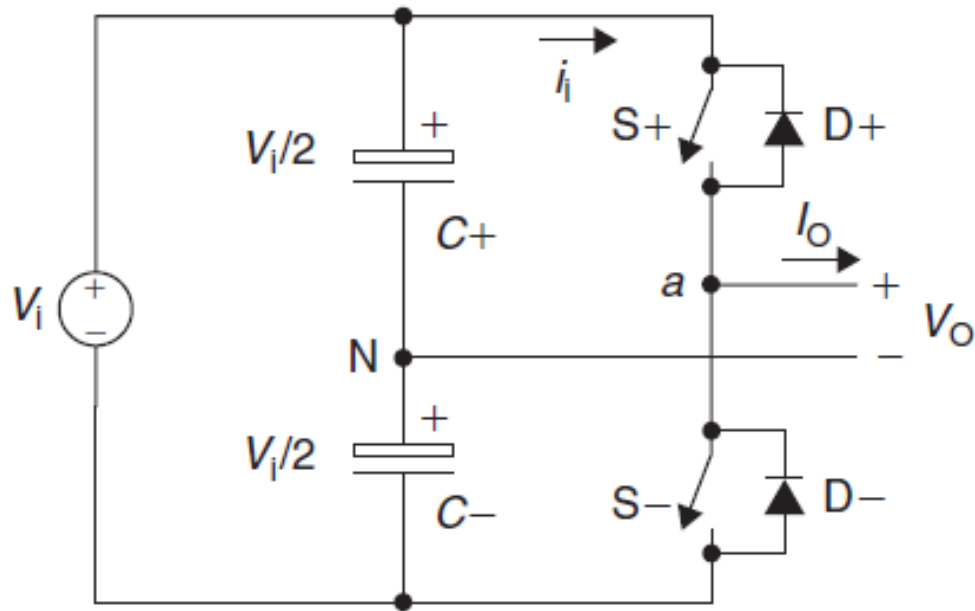 i_i
+
S+
D+
V_i/2
C+
I_O
+
a
+
V_i
−
V_O
N
−
+
V_i/2
S−
D−
C−